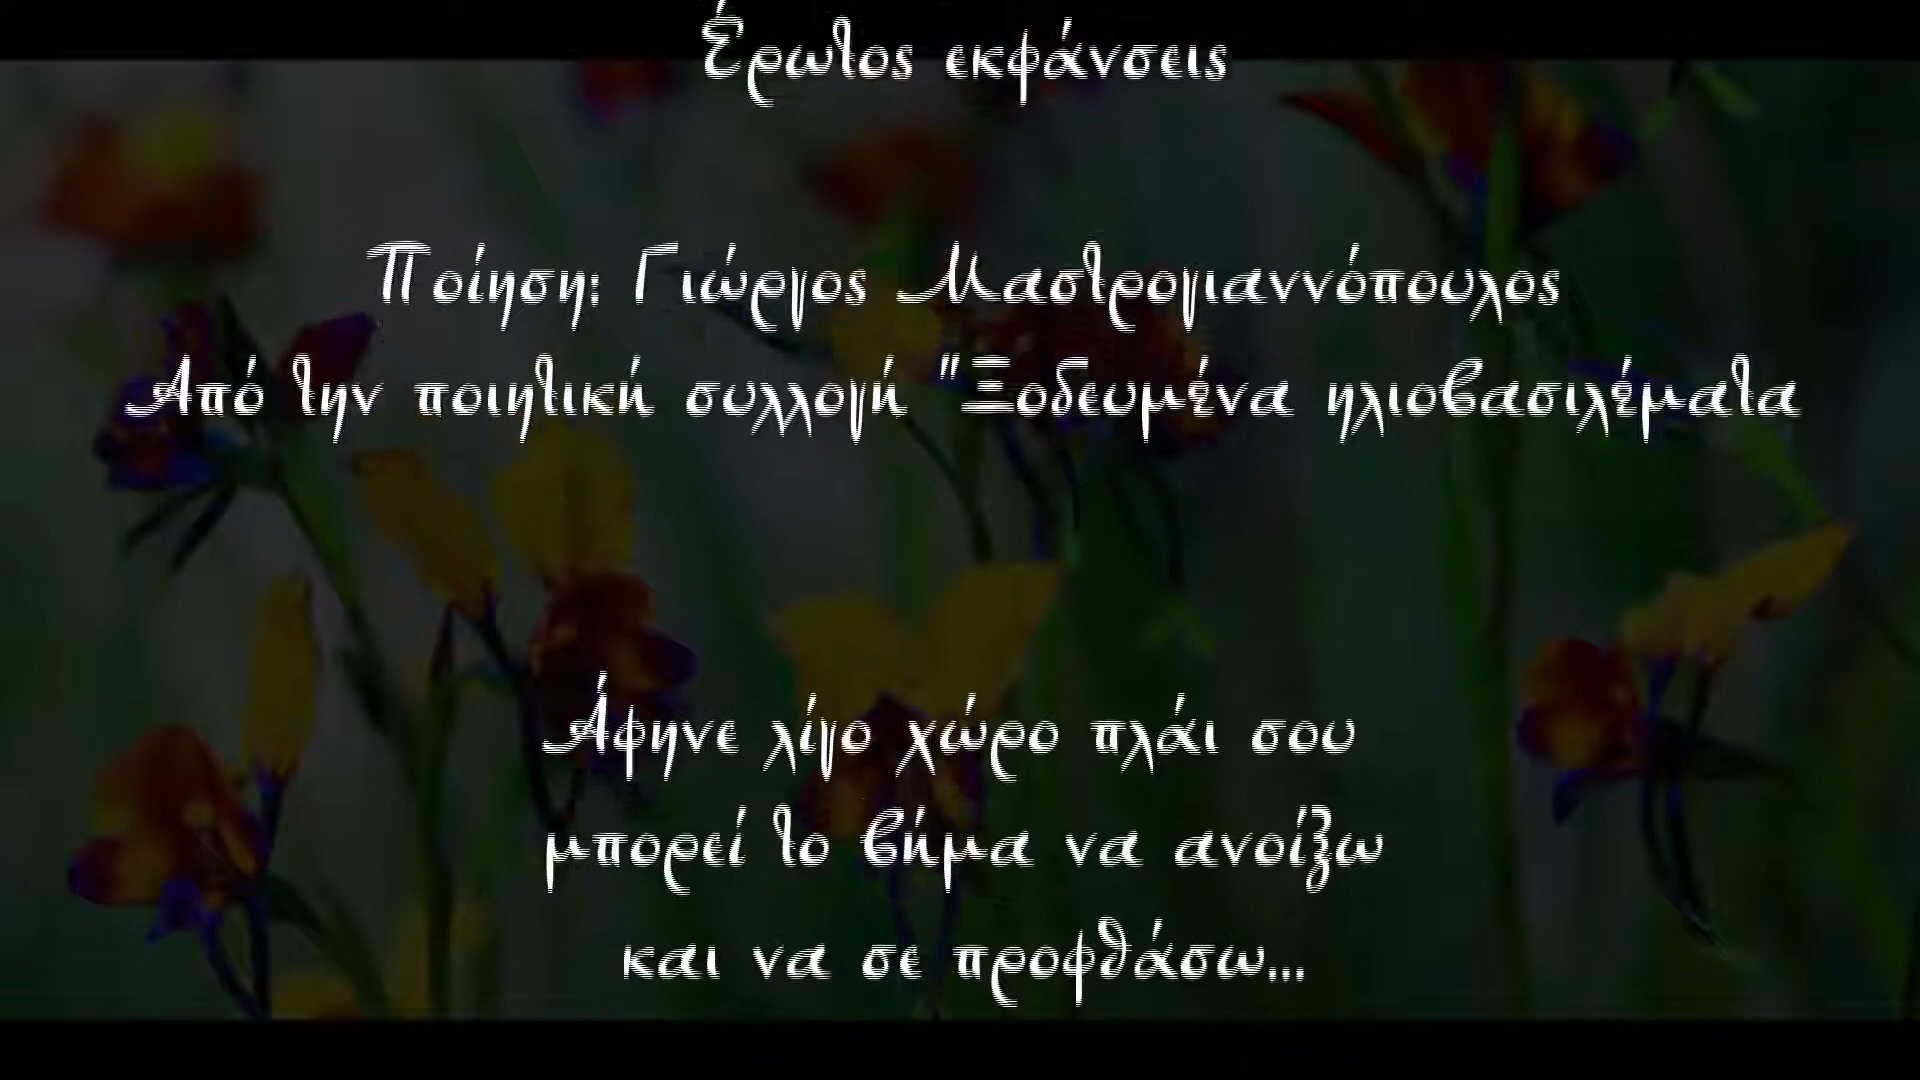 Έρωτος εκφάνσεις
Ποίηση: Γιώργος Μαστρογιαννόπουλος
Από την ποιητική συλλογή "Ξοδευμένα ηλιοβασιλέματα
Άφηνε λίγο χώρο πλάι σου
μπορεί το βήμα να ανοίξω
και να σε προφθάσω...